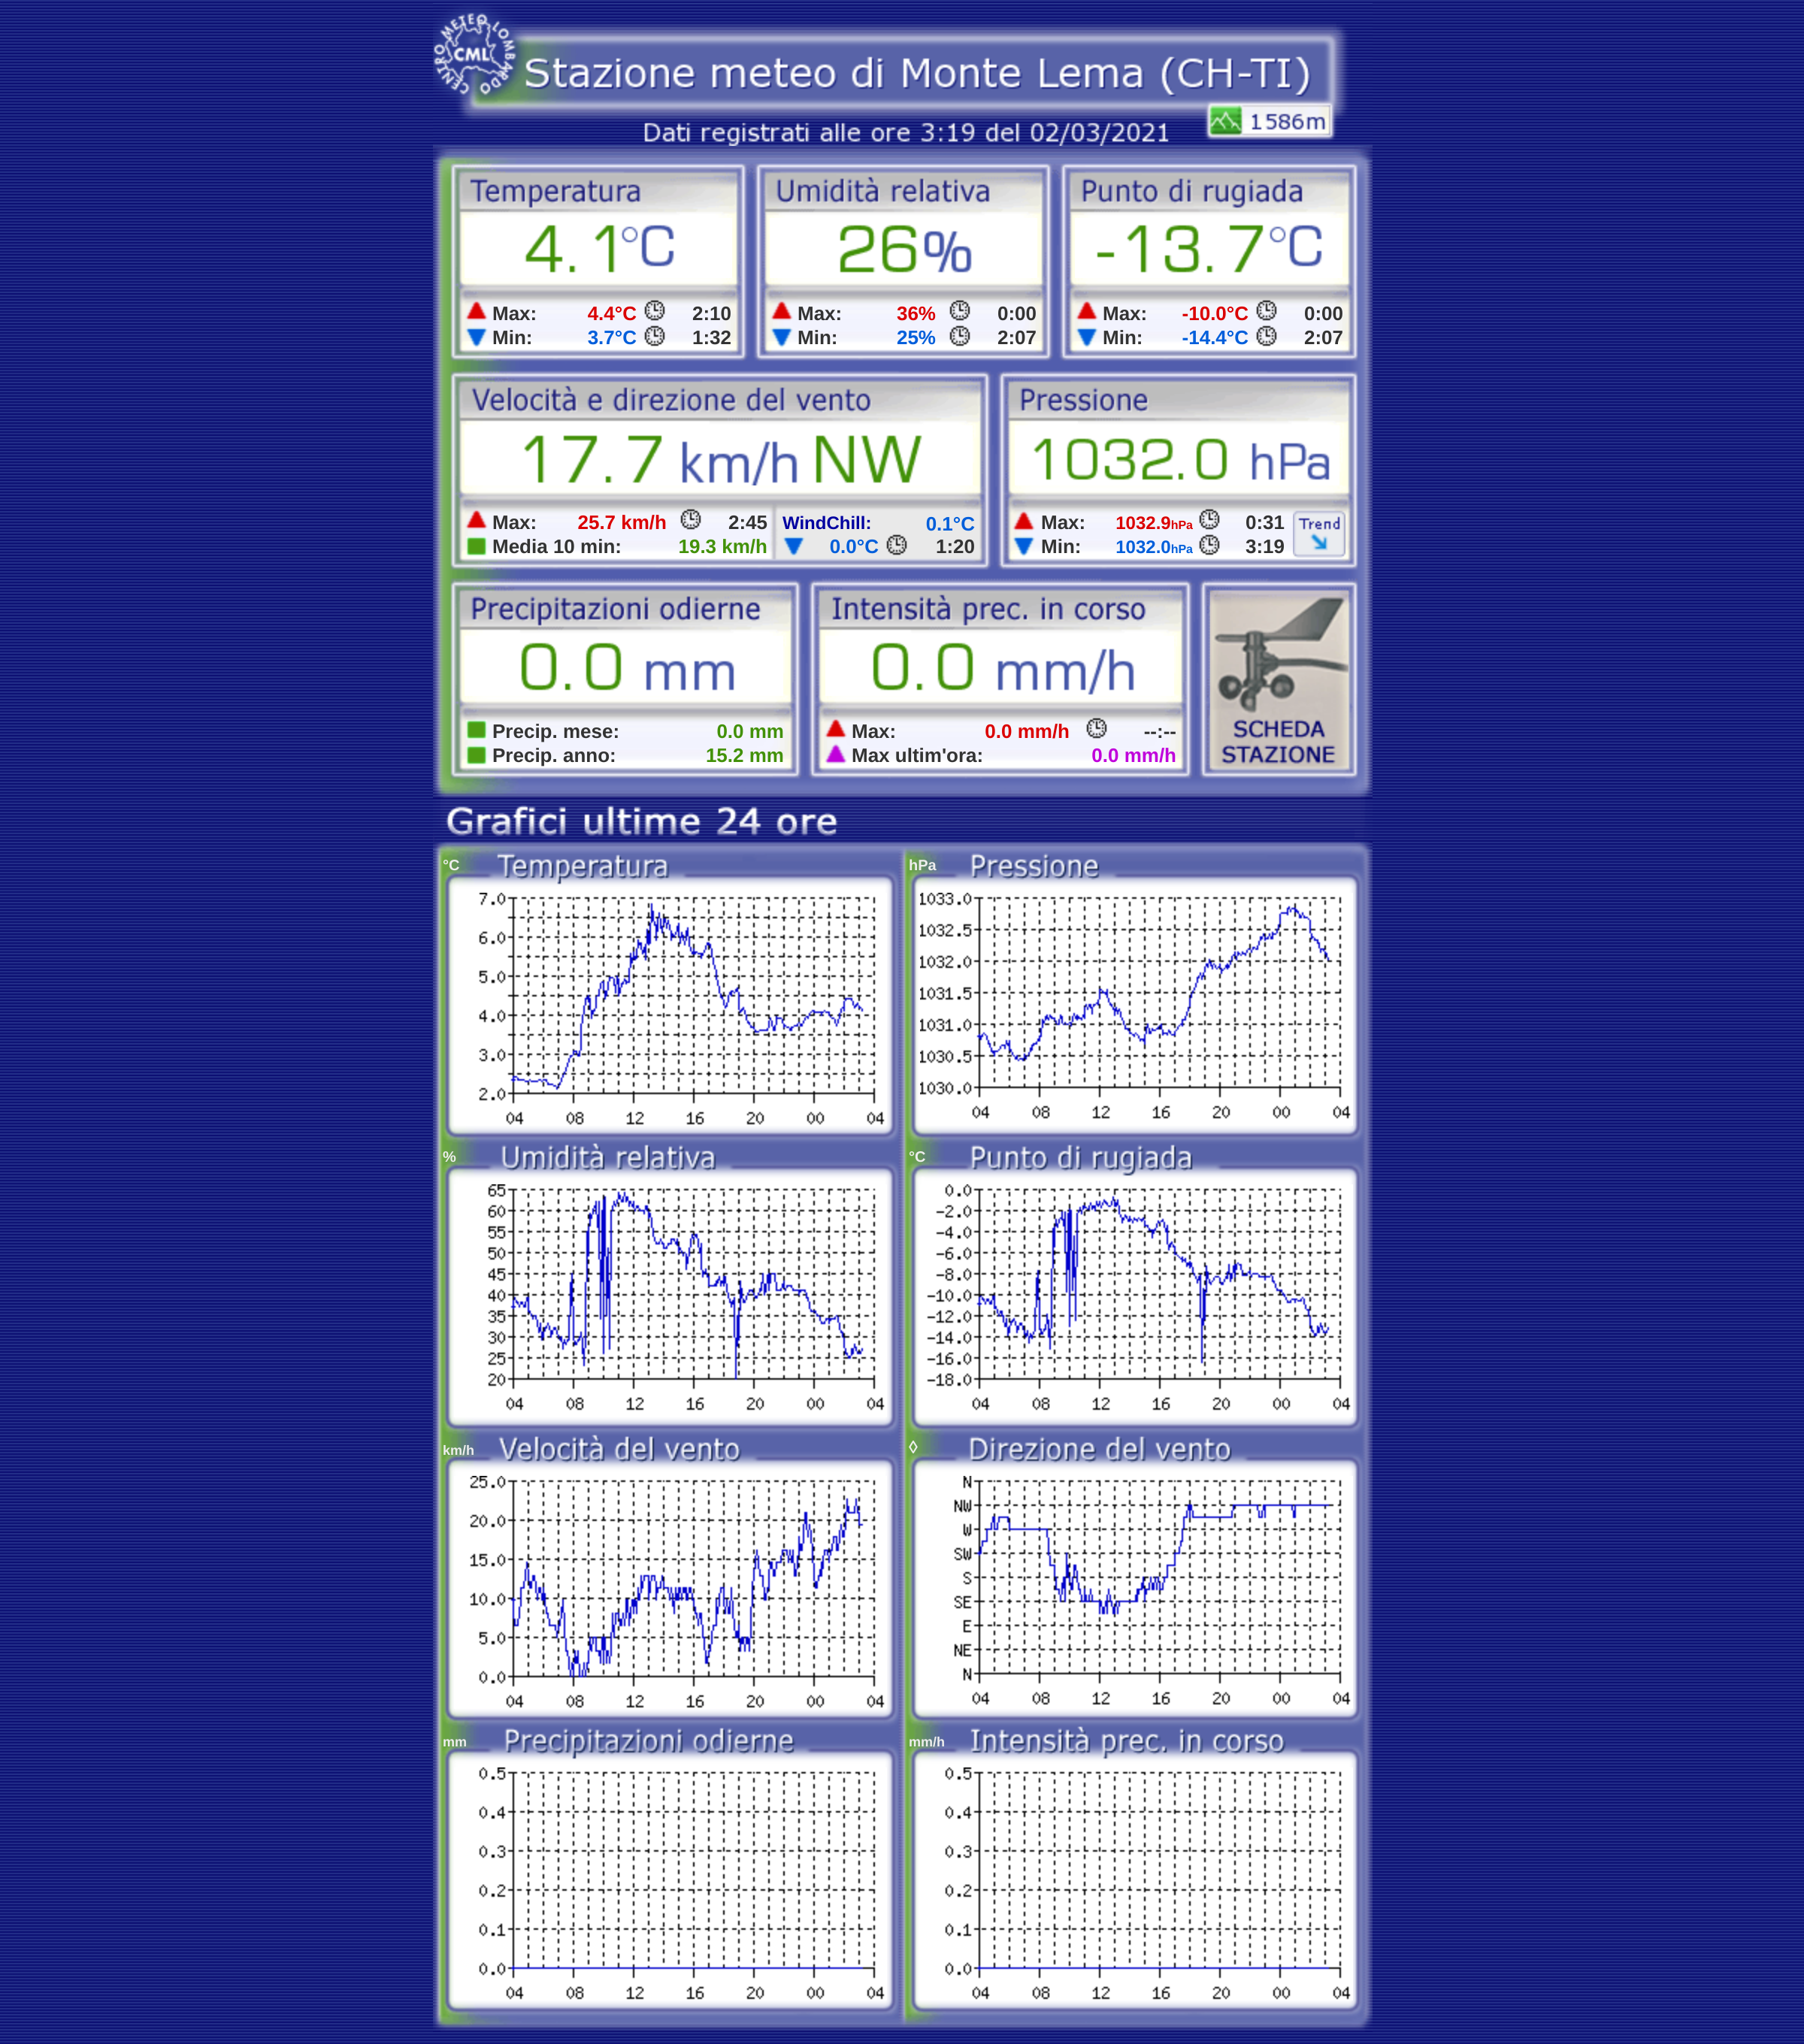 CENTRO METEO LOMBARDO
CML
Stazione meteo di Monte Lema (CH-TI)
1586m
Dati registrati alle ore 3:19 del 02/03/2021
Temperatura Umidità relativa Punto di rugiada
4.1°C 26% -13.7°C
Max: 4.4°C 2:10 Max: 36% 0:00 Max: -10.0°C 0:00
Min: 3.7°C 1:32 Min: 25% 2:07 Min: -14.4°C 2:07
Velocità e direzione del vento Pressione
17.7 km/h NW 1032.0 hPa
Max: 25.7 km/h 2:45 WindChill: 0.1°C Max: 1032.9hPa 0:31 Trend
Media 10 min: 19.3 km/h 0.0°C 1:20 Min: 1032.0hPa 3:19
Precipitazioni odierne Intensità prec. in corso
0.0 mm 0.0 mm/h
Precip. mese: 0.0 mm Max: 0.0 mm/h --:-- SCHEDA
Precip. anno: 15.2 mm Max ultim'ora: 0.0 mm/h STAZIONE
Grafici ultime 24 ore
°C Temperatura
7.0
6.0
5.0
4.0
3.0
2.0
04 08 12 16 20 00 04
hPa Pressione
1033.0
1032.5
1032.0
1031.5
1031.0
1030.5
1030.0
04 08 12 16 20 00 04
% Umidità relativa
65
60
55
50
45
40
35
30
25
20
04 08 12 16 20 00 04
°C Punto di rugiada
0.0
-2.0
-4.0
-6.0
-8.0
-10.0
-12.0
-14.0
-16.0
-18.0
04 08 12 16 20 00 04
km/h Velocità del vento
25.0
20.0
15.0
10.0
5.0
0.0
04 08 12 16 20 00 04
◊ Direzione del vento
N
NW
W
SW
S
SE
E
NE
N
04 08 12 16 20 00 04
mm Precipitazioni odierne
0.5
0.4
0.3
0.2
0.1
0.0
04 08 12 16 20 00 04
mm/h Intensità prec. in corso
0.5
0.4
0.3
0.2
0.1
0.0
04 08 12 16 20 00 04